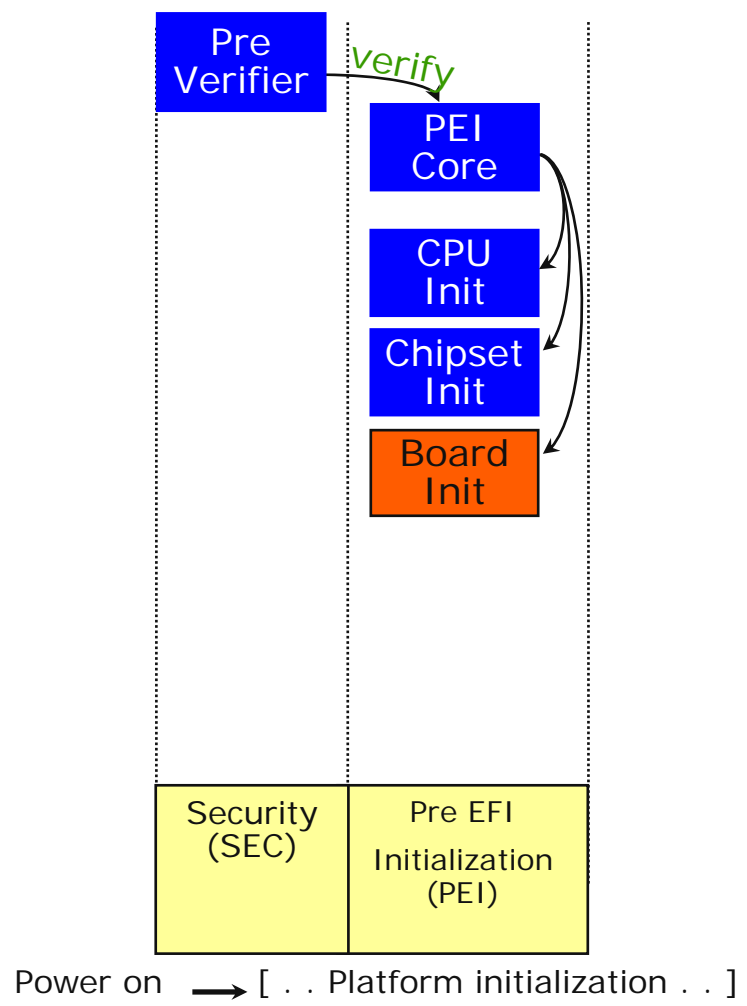 Pre
Verifier
verify
PEI
Core
CPU
Init
Chipset
Init
Board
Init
Security
(SEC)
Pre EFI
Initialization
(PEI)
Power on [ . . Platform initialization . . ]